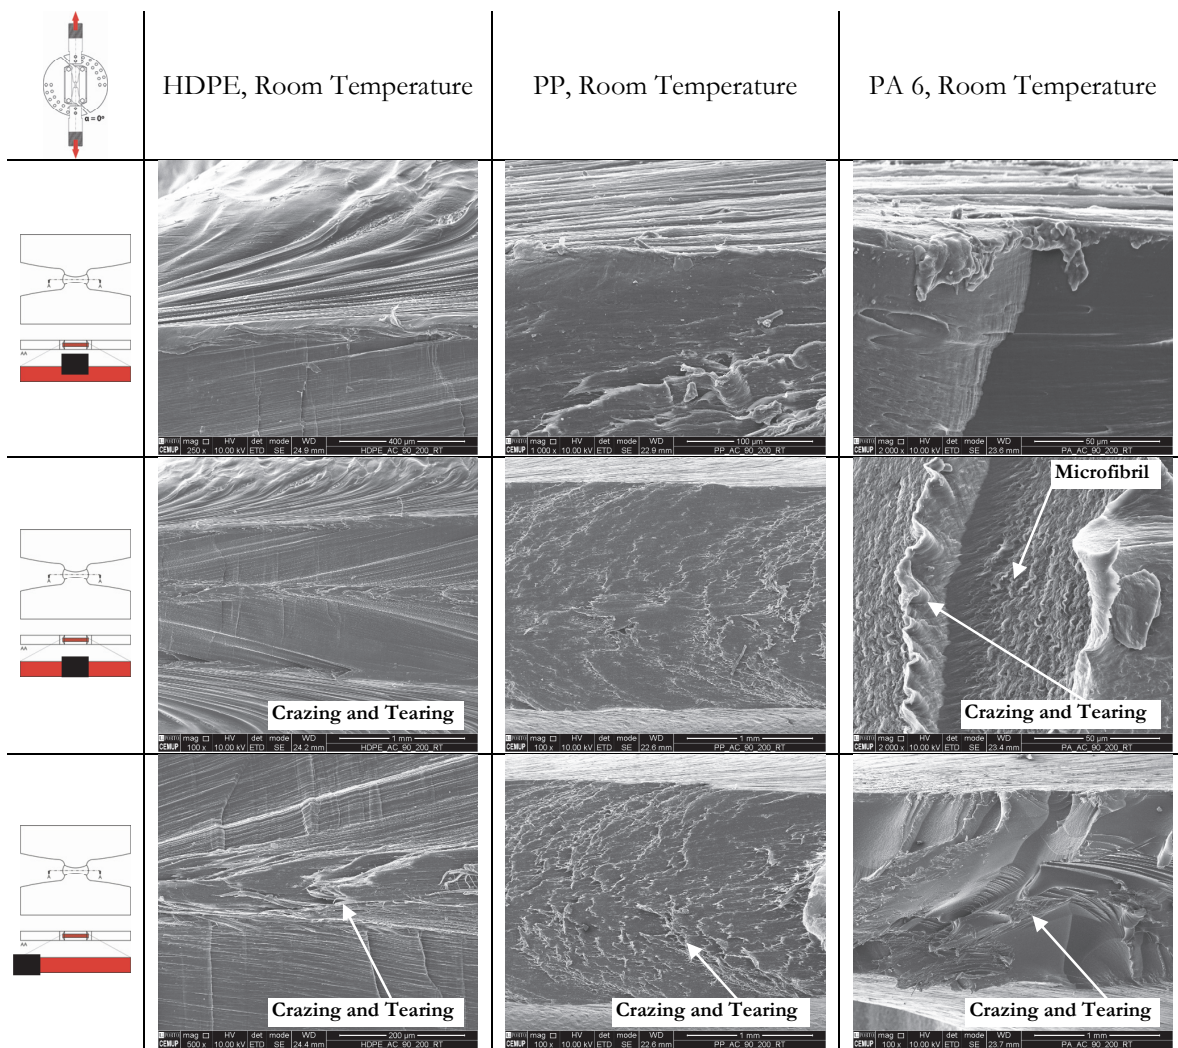 α = 0°
HDPE, Room Temperature
PP, Room Temperature
PA 6, Room Temperature
A A
AA
mag □ HV det mode WD 400 µm
CEMUP 250 x 10.00 kV ETD SE 24.9 mm HDPE_AC_90_200_RT
mag □ HV det mode WD 100 µm
CEMUP 1 000 x 10.00 kV ETD SE 22.9 mm PP_AC_90_200_RT
mag □ HV det mode WD 50 µm
CEMUP 2 000 x 10.00 kV ETD SE 23.6 mm PA_AC_90_200_RT
A A
AA
Crazing and Tearing
mag □ HV det mode WD 1 mm
CEMUP 100 x 10.00 kV ETD SE 24.2 mm HDPE_AC_90_200_RT
mag □ HV det mode WD 1 mm
CEMUP 100 x 10.00 kV ETD SE 22.6 mm PP_AC_90_200_RT
Microfibril
Crazing and Tearing
mag □ HV det mode WD 50 µm
CEMUP 2 000 x 10.00 kV ETD SE 23.4 mm PA_AC_90_200_RT
A A
AA
Crazing and Tearing
mag □ HV det mode WD 200 µm
CEMUP 500 x 10.00 kV ETD SE 24.4 mm HDPE_AC_90_200_RT
Crazing and Tearing
mag □ HV det mode WD 1 mm
CEMUP 100 x 10.00 kV ETD SE 22.6 mm PP_AC_90_200_RT
Crazing and Tearing
mag □ HV det mode WD 1 mm
CEMUP 100 x 10.00 kV ETD SE 23.7 mm PA_AC_90_200_RT